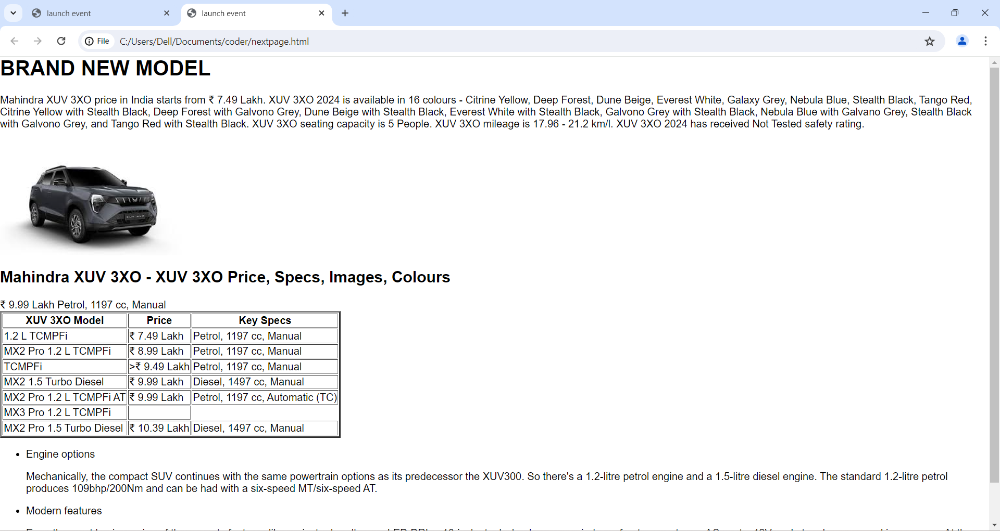 launch event
launch event
File
C:/Users/Dell/Documents/coder/nextpage.html
BRAND NEW MODEL
Mahindra XUV 3XO price in India starts from ₹ 7.49 Lakh. XUV 3XO 2024 is available in 16 colours - Citrine Yellow, Deep Forest, Dune Beige, Everest White, Galaxy Grey, Nebula Blue, Stealth Black, Tango Red,
Citrine Yellow with Stealth Black, Deep Forest with Galvono Grey, Dune Beige with Stealth Black, Everest White with Stealth Black, Galvono Grey with Stealth Black, Nebula Blue with Galvano Grey, Stealth Black
with Galvono Grey, and Tango Red with Stealth Black. XUV 3XO seating capacity is 5 People. XUV 3XO mileage is 17.96 - 21.2 km/l. XUV 3XO 2024 has received Not Tested safety rating.
XUV 3XO
Mahindra XUV 3XO - XUV 3XO Price, Specs, Images, Colours
₹ 9.99 Lakh Petrol, 1197 cc, Manual
XUV 3XO Model Price Key Specs
1.2 L TCMPFi ₹ 7.49 Lakh Petrol, 1197 cc, Manual
MX2 Pro 1.2 L TCMPFi ₹ 8.99 Lakh Petrol, 1197 cc, Manual
TCMPFi >₹ 9.49 Lakh Petrol, 1197 cc, Manual
MX2 1.5 Turbo Diesel ₹ 9.99 Lakh Diesel, 1497 cc, Manual
MX2 Pro 1.2 L TCMPFi AT ₹ 9.99 Lakh Petrol, 1197 cc, Automatic (TC)
MX3 Pro 1.2 L TCMPFi
MX2 Pro 1.5 Turbo Diesel ₹ 10.39 Lakh Diesel, 1497 cc, Manual
• Engine options
Mechanically, the compact SUV continues with the same powertrain options as its predecessor the XUV300. So there's a 1.2-litre petrol engine and a 1.5-litre diesel engine. The standard 1.2-litre petrol
produces 109bhp/200Nm and can be had with a six-speed MT/six-speed AT.
• Modern features